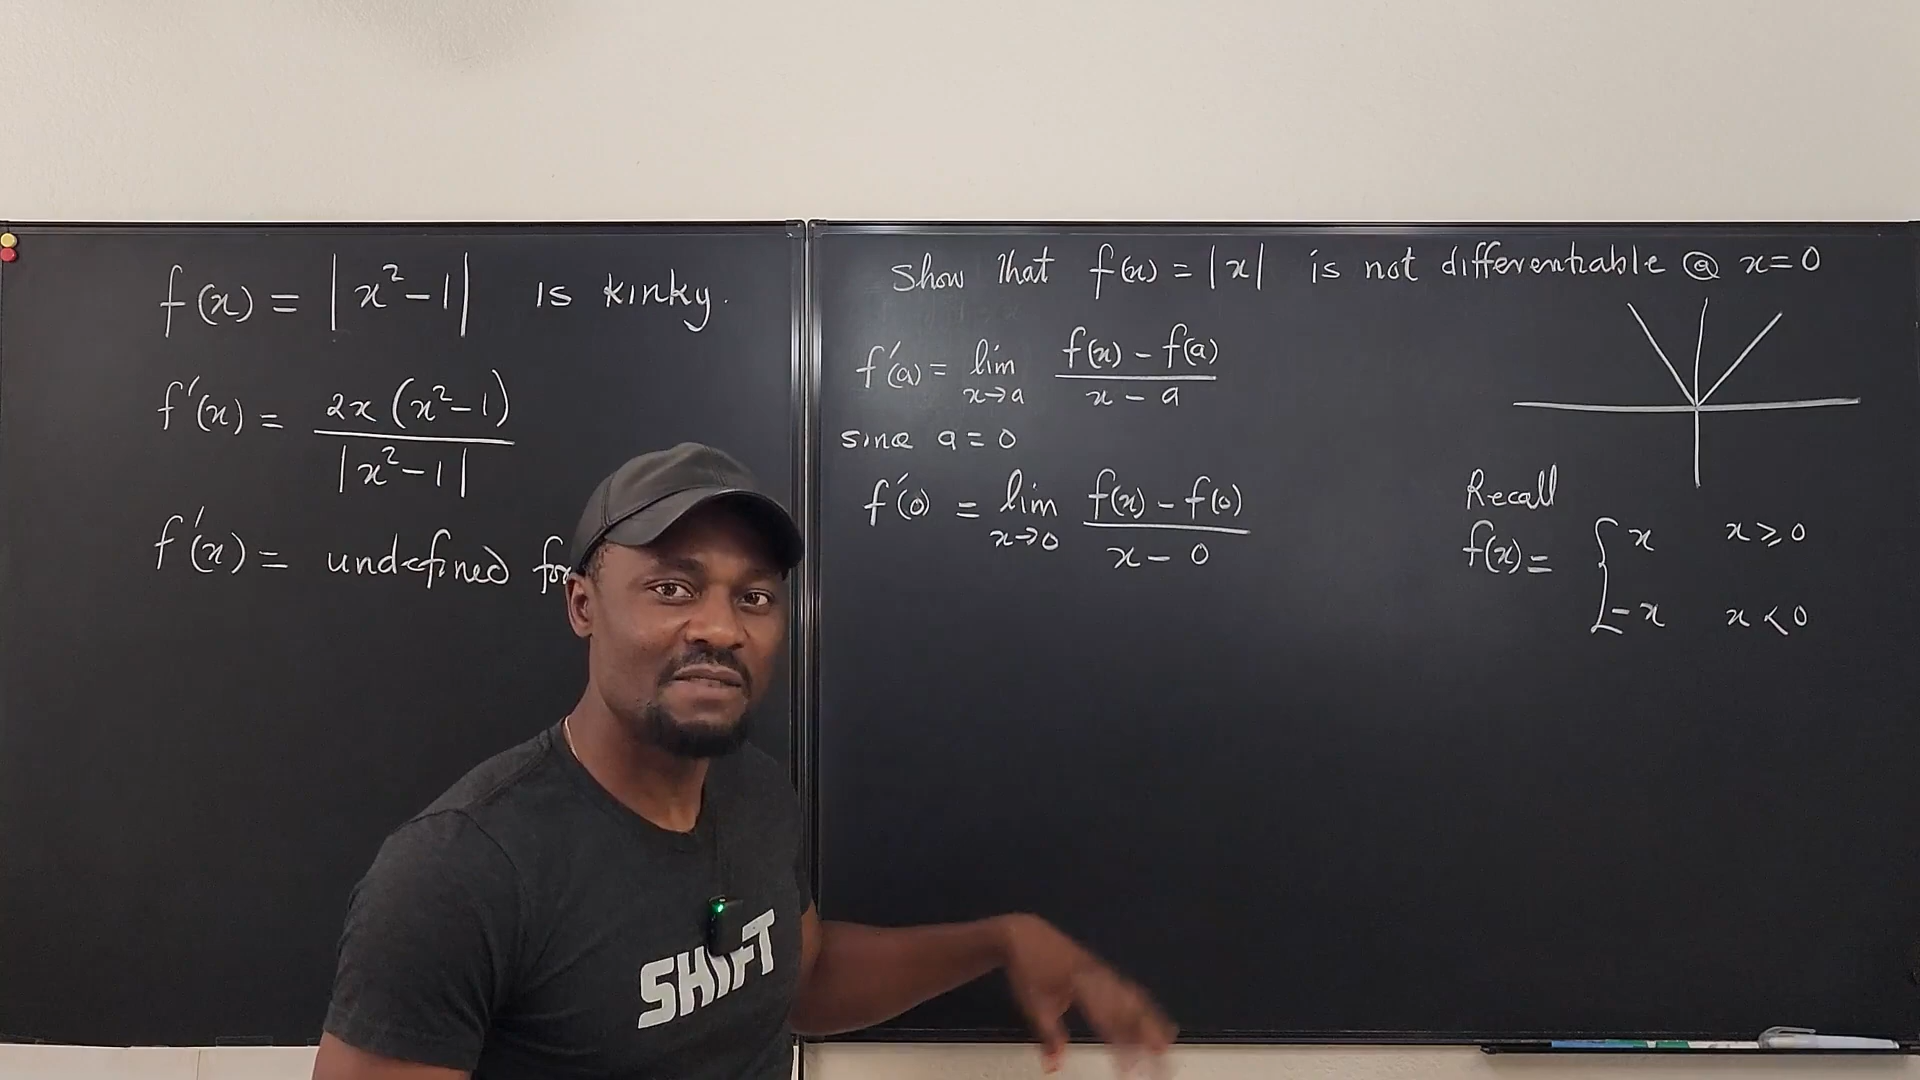 f(x) = |x² - 1| is kinky.
f'(x) = 2x(x² - 1) / |x² - 1|
f'(x) = undefined for
Show that f(x) = |x| is not differentiable @ x = 0
f'(a) = lim x→a (f(x) - f(a)) / (x - a)
since a = 0
f'(0) = lim x→0 (f(x) - f(0)) / (x - 0)
Recall
f(x) = { x x ≥ 0
-x x < 0
SHIFT